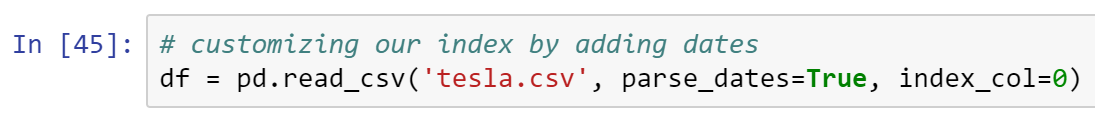 In [45]: # customizing our index by adding dates
df = pd.read_csv('tesla.csv', parse_dates=True, index_col=0)